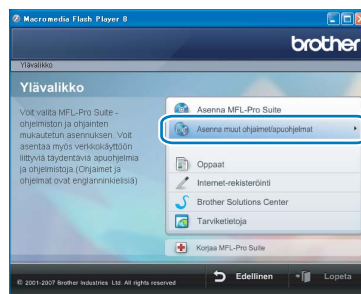 Macromedia Flash Player 8
brother
Ylävalikko
Ylävalikko
Voit valita MFL-Pro Suite -
ohjelmiston ja ohjainten
mukautetun asennuksen. Voit
asentaa myös verkkokäyttöön
liittyviä täydentäviä apuohjelmia
ja ohjelmistoja (Ohjaimet ja
ohjelmat ovat englanninkielisiä)
Asenna MFL-Pro Suite
Asenna muut ohjaimet/apuohjelmat
Oppaat
Internet-rekisteröinti
Brother Solutions Center
Tarviketietoja
Korjaa MFL-Pro Suite
© 2001-2007 Brother Industries Ltd. All rights reserved
Edellinen
Lopeta